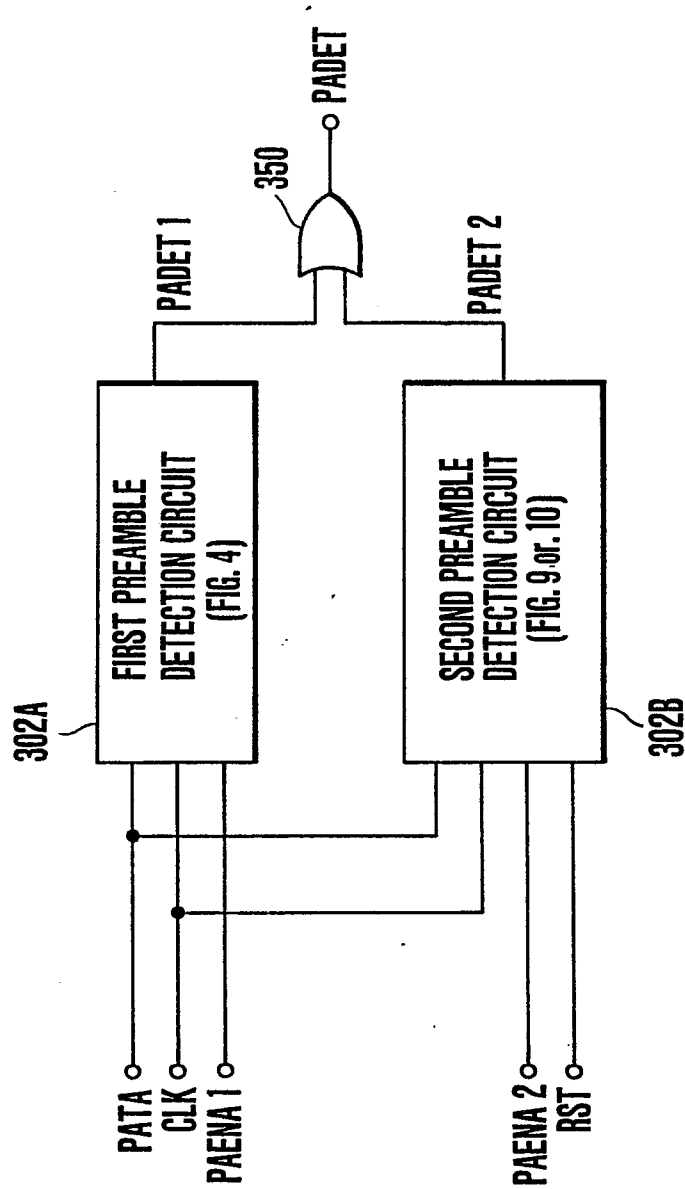 302A
FIRST PREAMBLE
DETECTION CIRCUIT
(FIG. 4)
PATA
CLK
PAENA 1
PADET 1
350
PADET
SECOND PREAMBLE
DETECTION CIRCUIT
(FIG. 9 or. 10)
PADET 2
PAENA 2
RST
302B